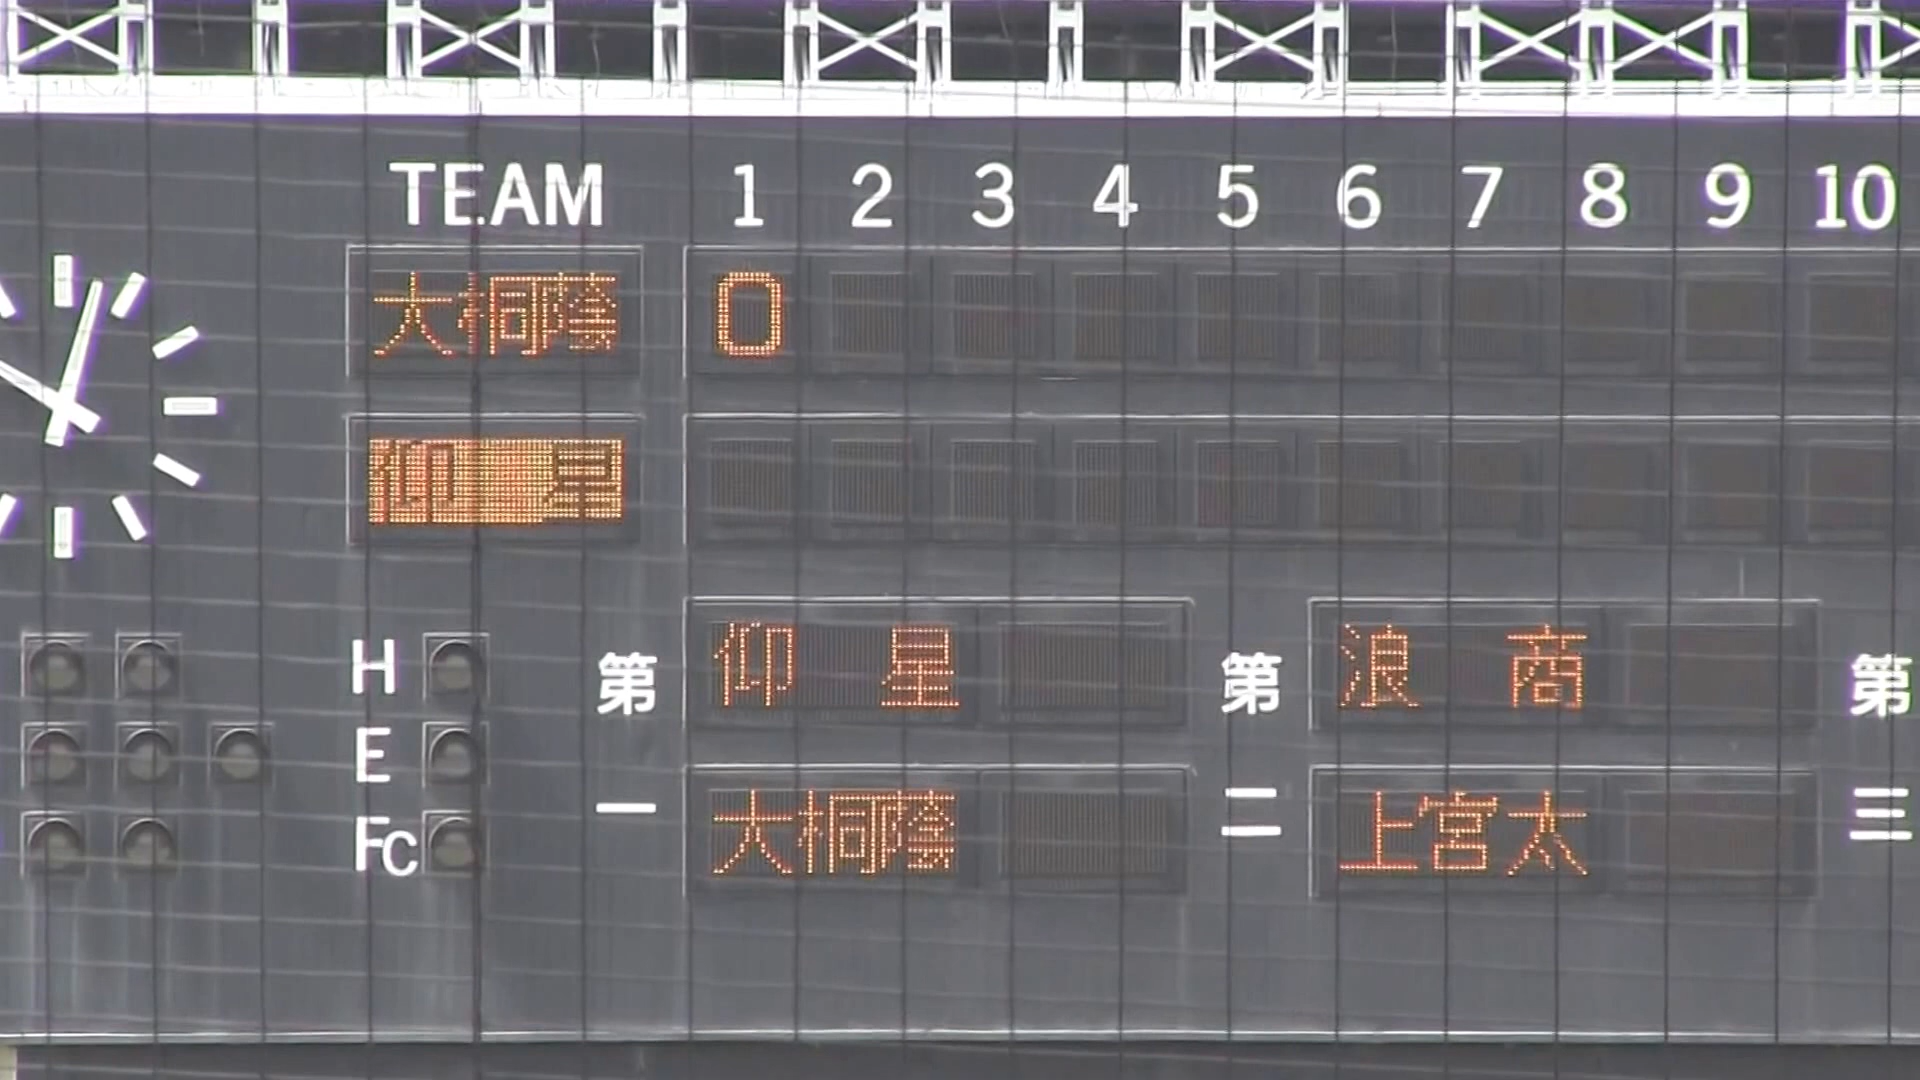 TEAM 1 2 3 4 5 6 7 8 9 10
大桐蔭 0
仰星
H 第 仰星 第 浪商 第
E
Fc 一 大桐蔭 二 上宮太 三